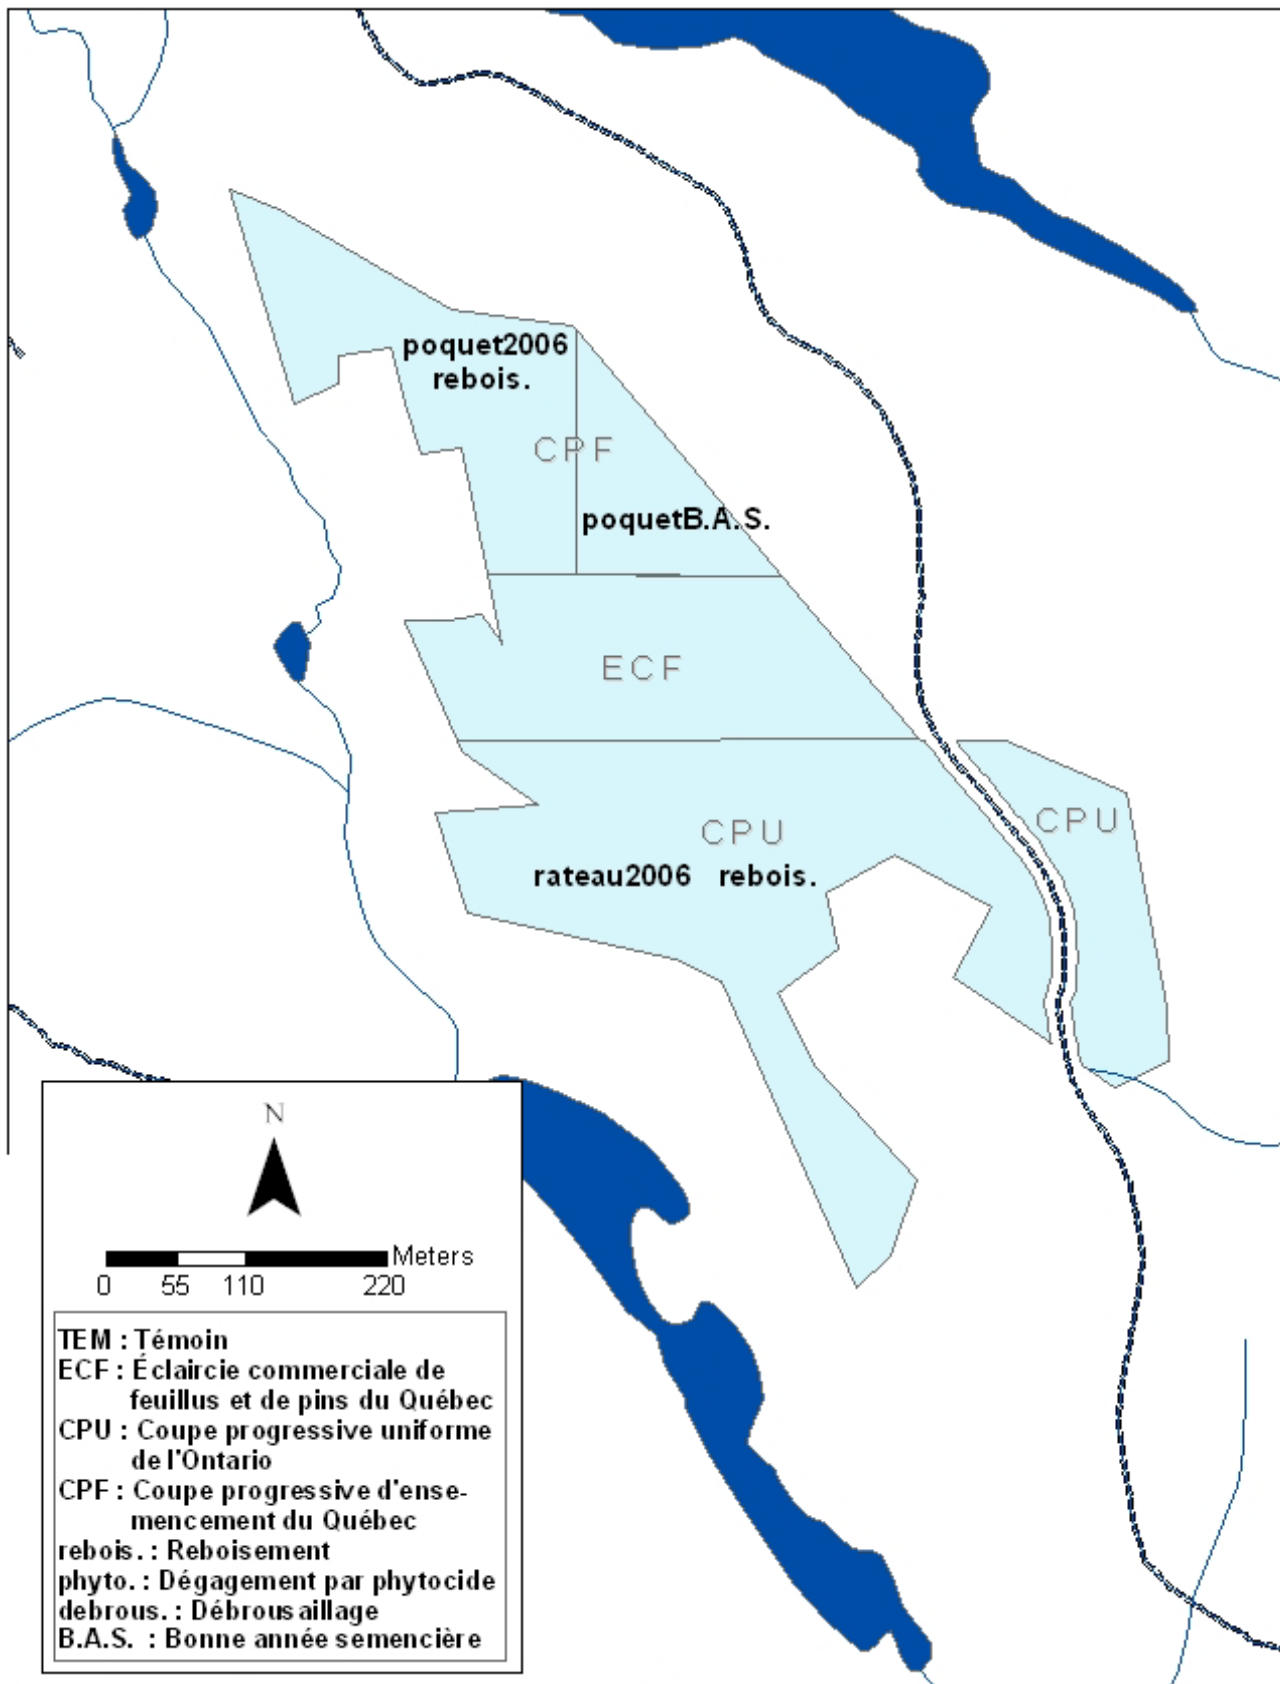 poquet2006
rebois.
CPF
poquetB.A.S.
ECF
CPU
CPU
rateau2006 rebois.
N
Meters
0 55 110 220
TEM : Témoin
ECF : Éclaircie commerciale de
feuillus et de pins du Québec
CPU : Coupe progressive uniforme
de l'Ontario
CPF : Coupe progressive d'ense-
mencement du Québec
rebois. : Reboisement
phyto. : Dégagement par phytocide
debrous. : Débrousaillage
B.A.S. : Bonne année semencière